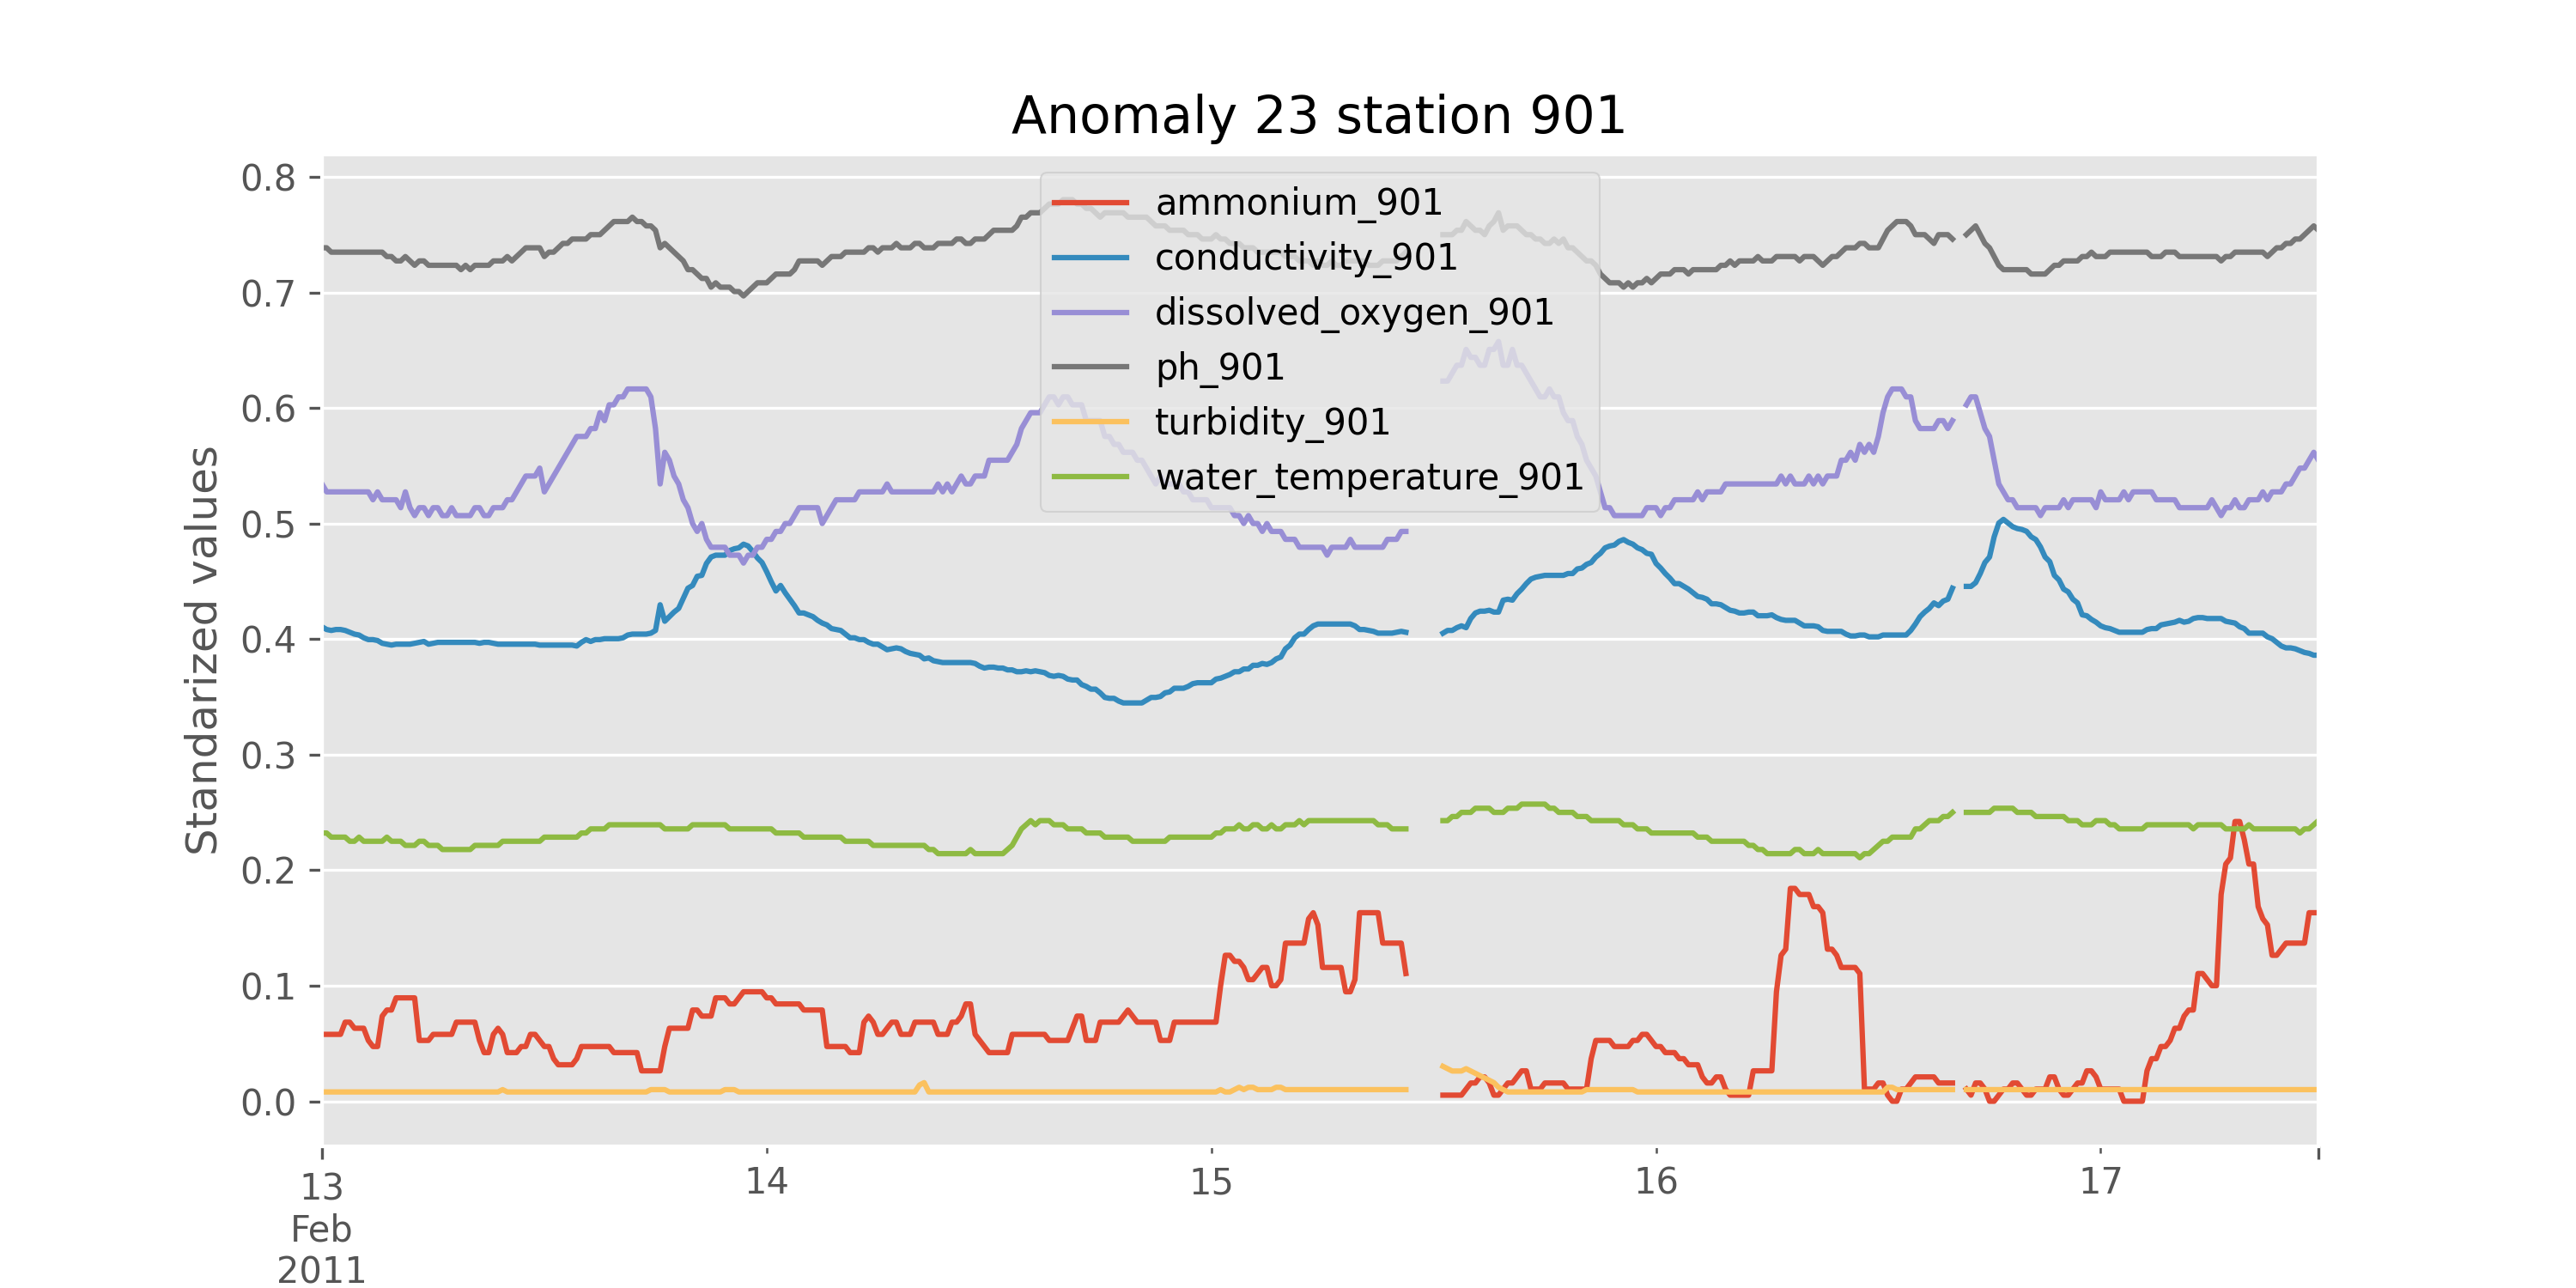 Anomaly 23 station 901
Standarized values
0.8
0.7
0.6
0.5
0.4
0.3
0.2
0.1
0.0
ammonium_901
conductivity_901
dissolved_oxygen_901
ph_901
turbidity_901
water_temperature_901
13 14 15 16 17
Feb
2011